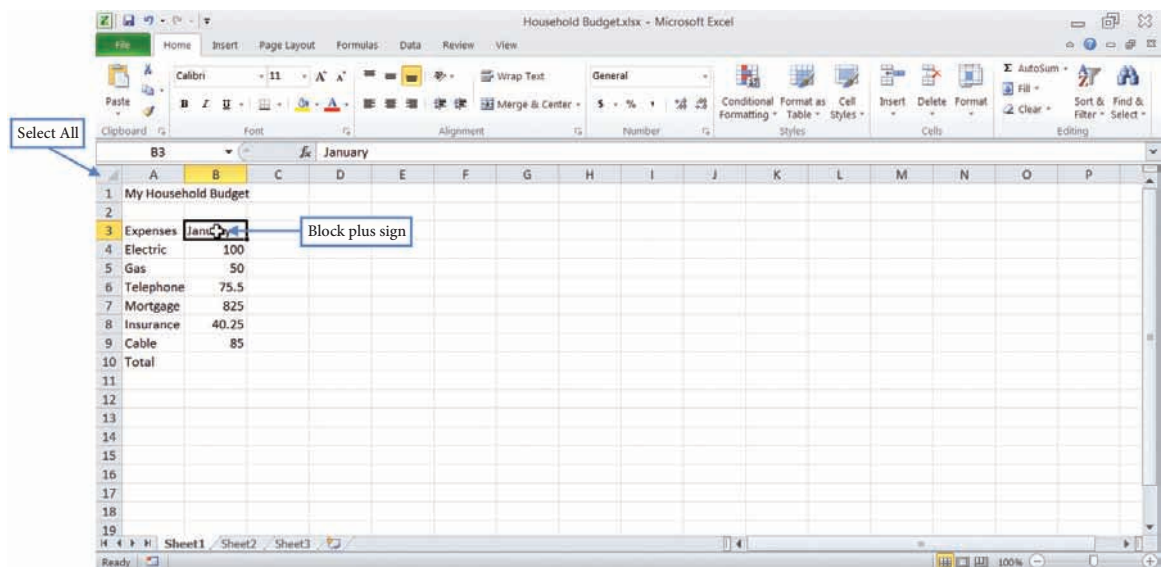 Household Budget.xlsx - Microsoft Excel
File Home Insert Page Layout Formulas Data Review View
Calibri 11 A A Wrap Text General Σ AutoSum
Fill
Paste B I U A Merge & Center $ % , Conditional Format as Cell Insert Delete Format Clear Sort & Find &
Formatting Table Styles Filter Select
Clipboard Font Alignment Number Styles Cells Editing
Select All
B3 fx January
A B C D E F G H I J K L M N O P
1 My Household Budget
2
3 Expenses January Block plus sign
4 Electric 100
5 Gas 50
6 Telephone 75.5
7 Mortgage 825
8 Insurance 40.25
9 Cable 85
10 Total
11
12
13
14
15
16
17
18
19
Sheet1 Sheet2 Sheet3
Ready 100%